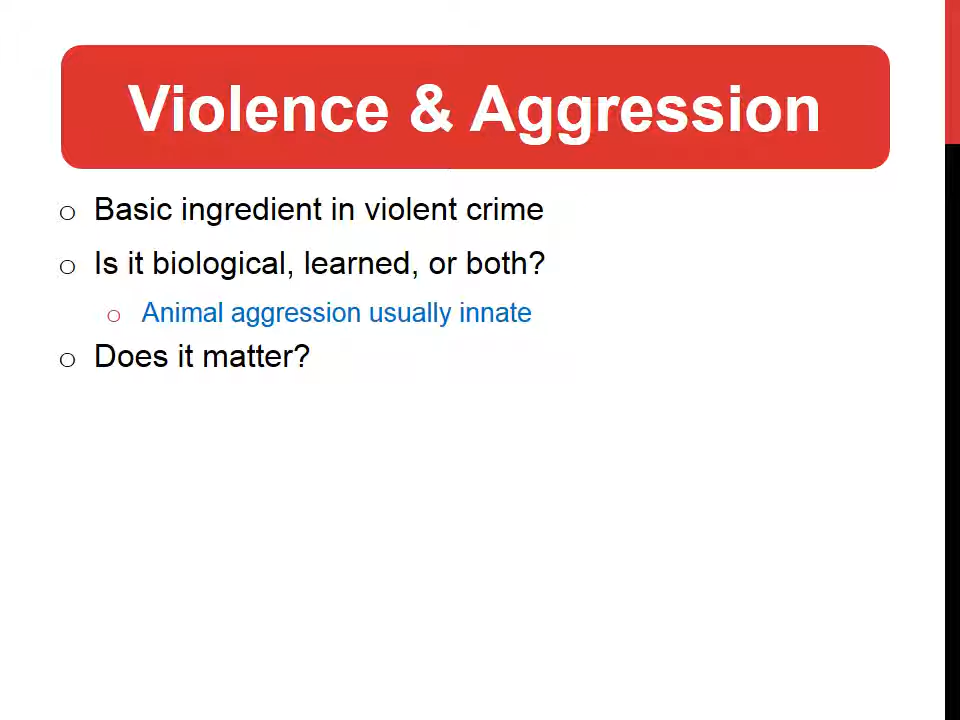 Violence & Aggression
Basic ingredient in violent crime
Is it biological, learned, or both?
Animal aggression usually innate
Does it matter?